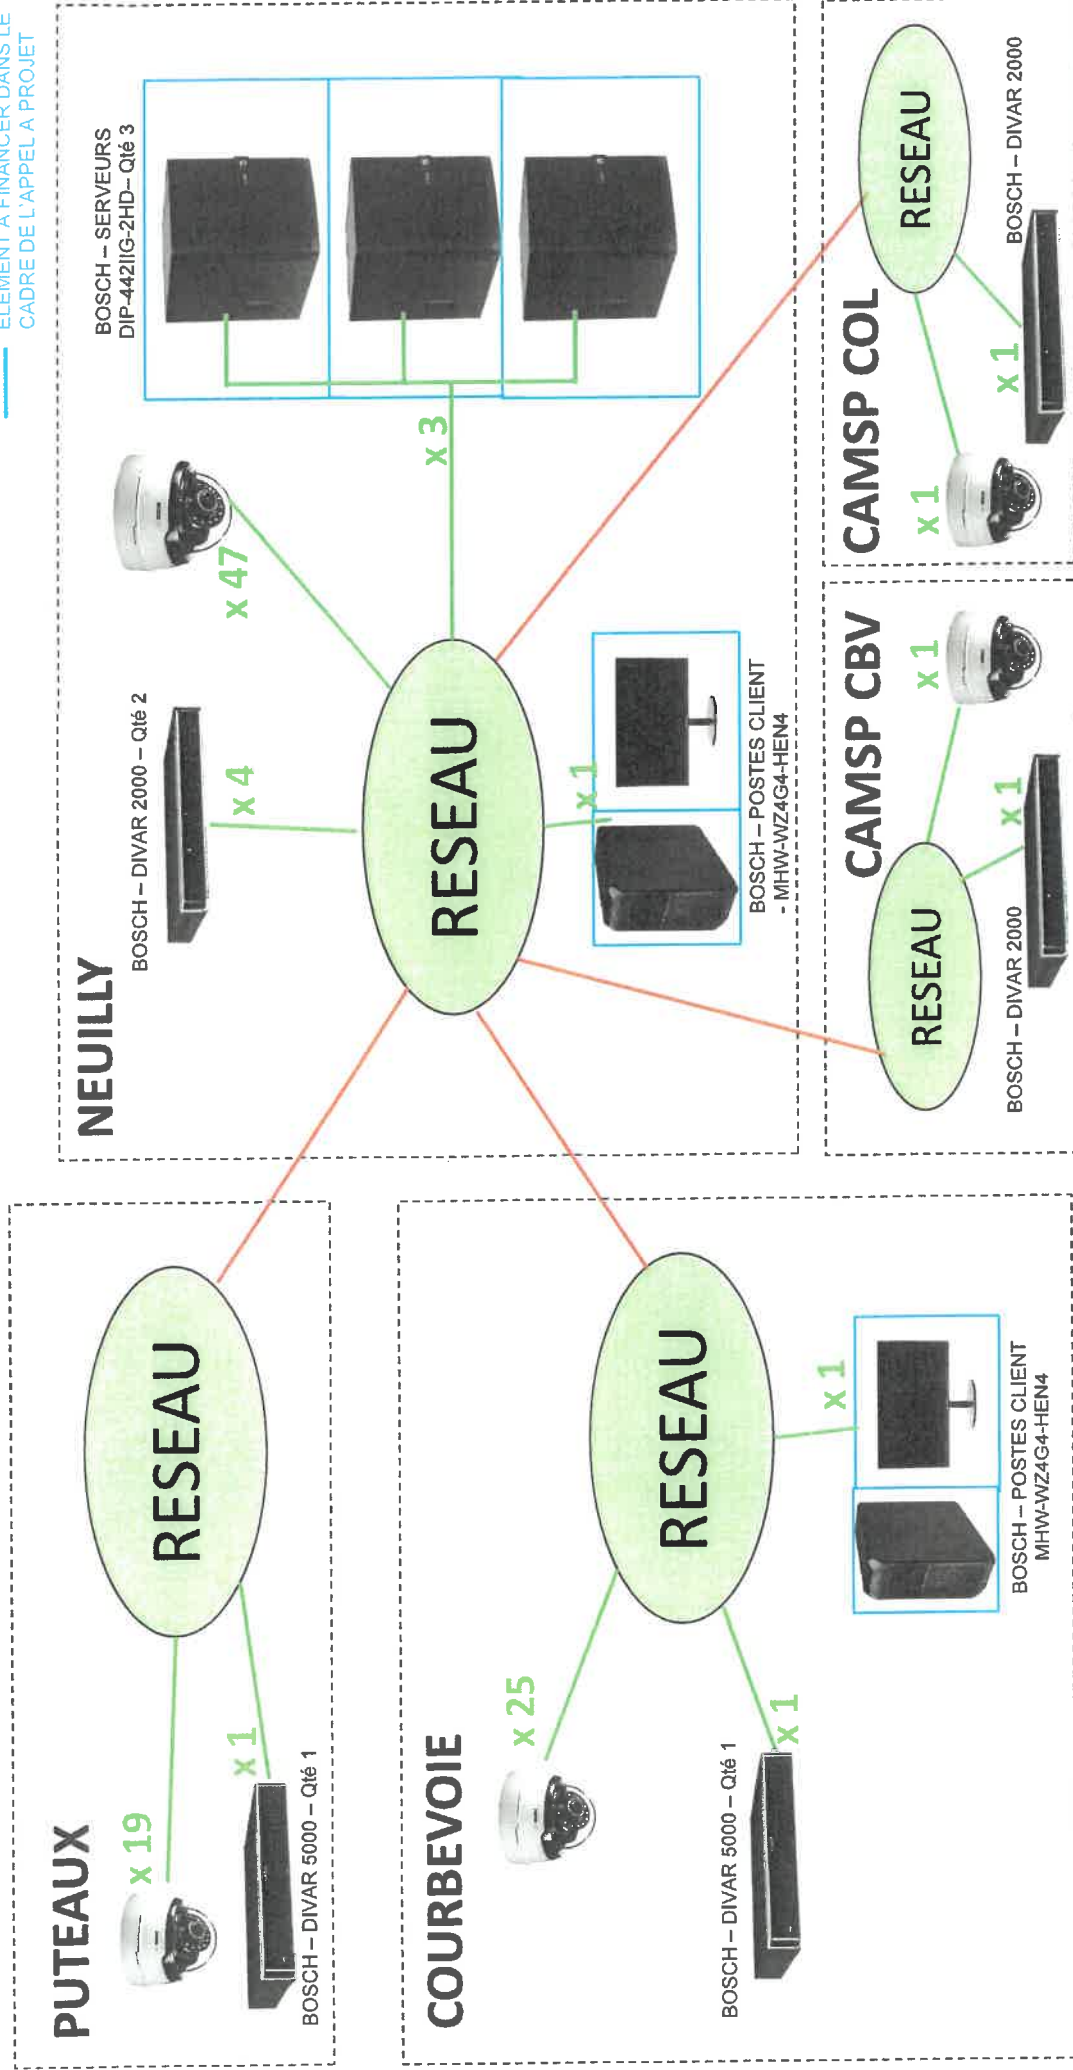 ELEMENT A FINANCER DANS LE
CADRE DE L'APPEL A PROJET
PUTEAUX
x 19
x 1
BOSCH – DIVAR 5000 – Qté 1
RESEAU
NEUILLY
BOSCH – DIVAR 2000 – Qté 2
x 4
x 47
BOSCH – SERVEURS
DIP-442IIG-2HD– Qté 3
x 3
RESEAU
x 1
BOSCH – POSTES CLIENT
- MHW-WZ4G4-HEN4
COURBEVOIE
x 25
BOSCH – DIVAR 5000 – Qté 1
x 1
RESEAU
x 1
BOSCH – POSTES CLIENT
MHW-WZ4G4-HEN4
CAMSP CBV
RESEAU
x 1
x 1
BOSCH – DIVAR 2000
CAMSP COL
x 1
RESEAU
x 1
BOSCH – DIVAR 2000